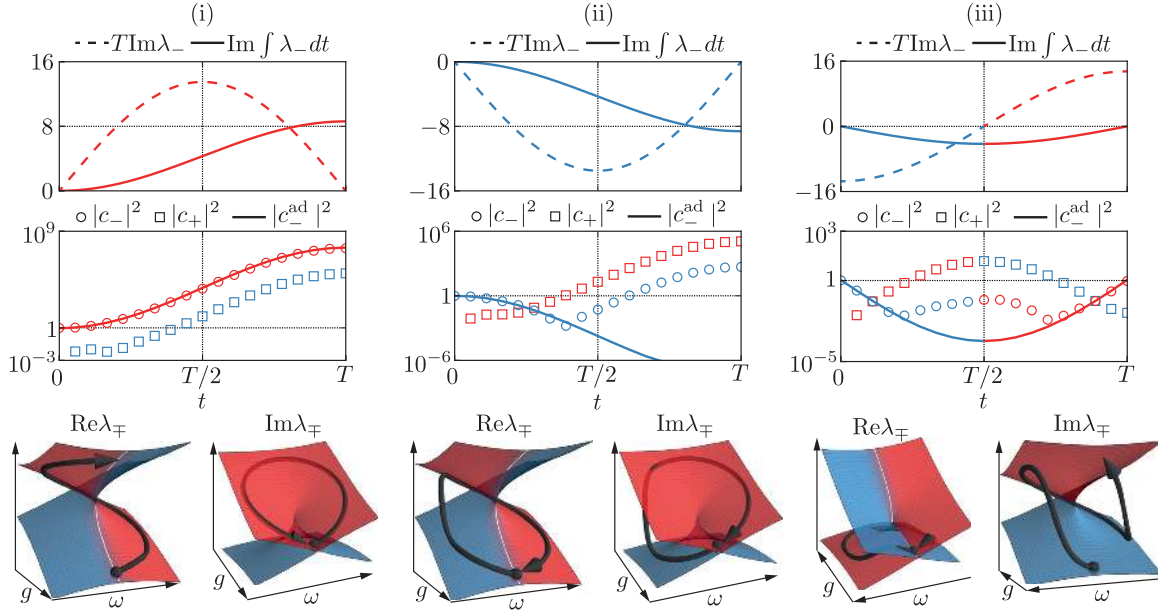 (i) (ii) (iii)
TImλ₋ Im ∫ λ₋dt TImλ₋ Im ∫ λ₋dt TImλ₋ Im ∫ λ₋dt
16 0 16
8 −8 0
0 −16 −16
|c₋|² |c₊|² |c₋^ad|² |c₋|² |c₊|² |c₋^ad|² |c₋|² |c₊|² |c₋^ad|²
10⁹ 10⁶ 10³
1 1 1
10⁻³ 10⁻⁶ 10⁻⁵
0 T/2 T 0 T/2 T 0 T/2 T
t t t
Reλ∓ Imλ∓ Reλ∓ Imλ∓ Reλ∓ Imλ∓
g ω g ω g ω g ω g ω g ω